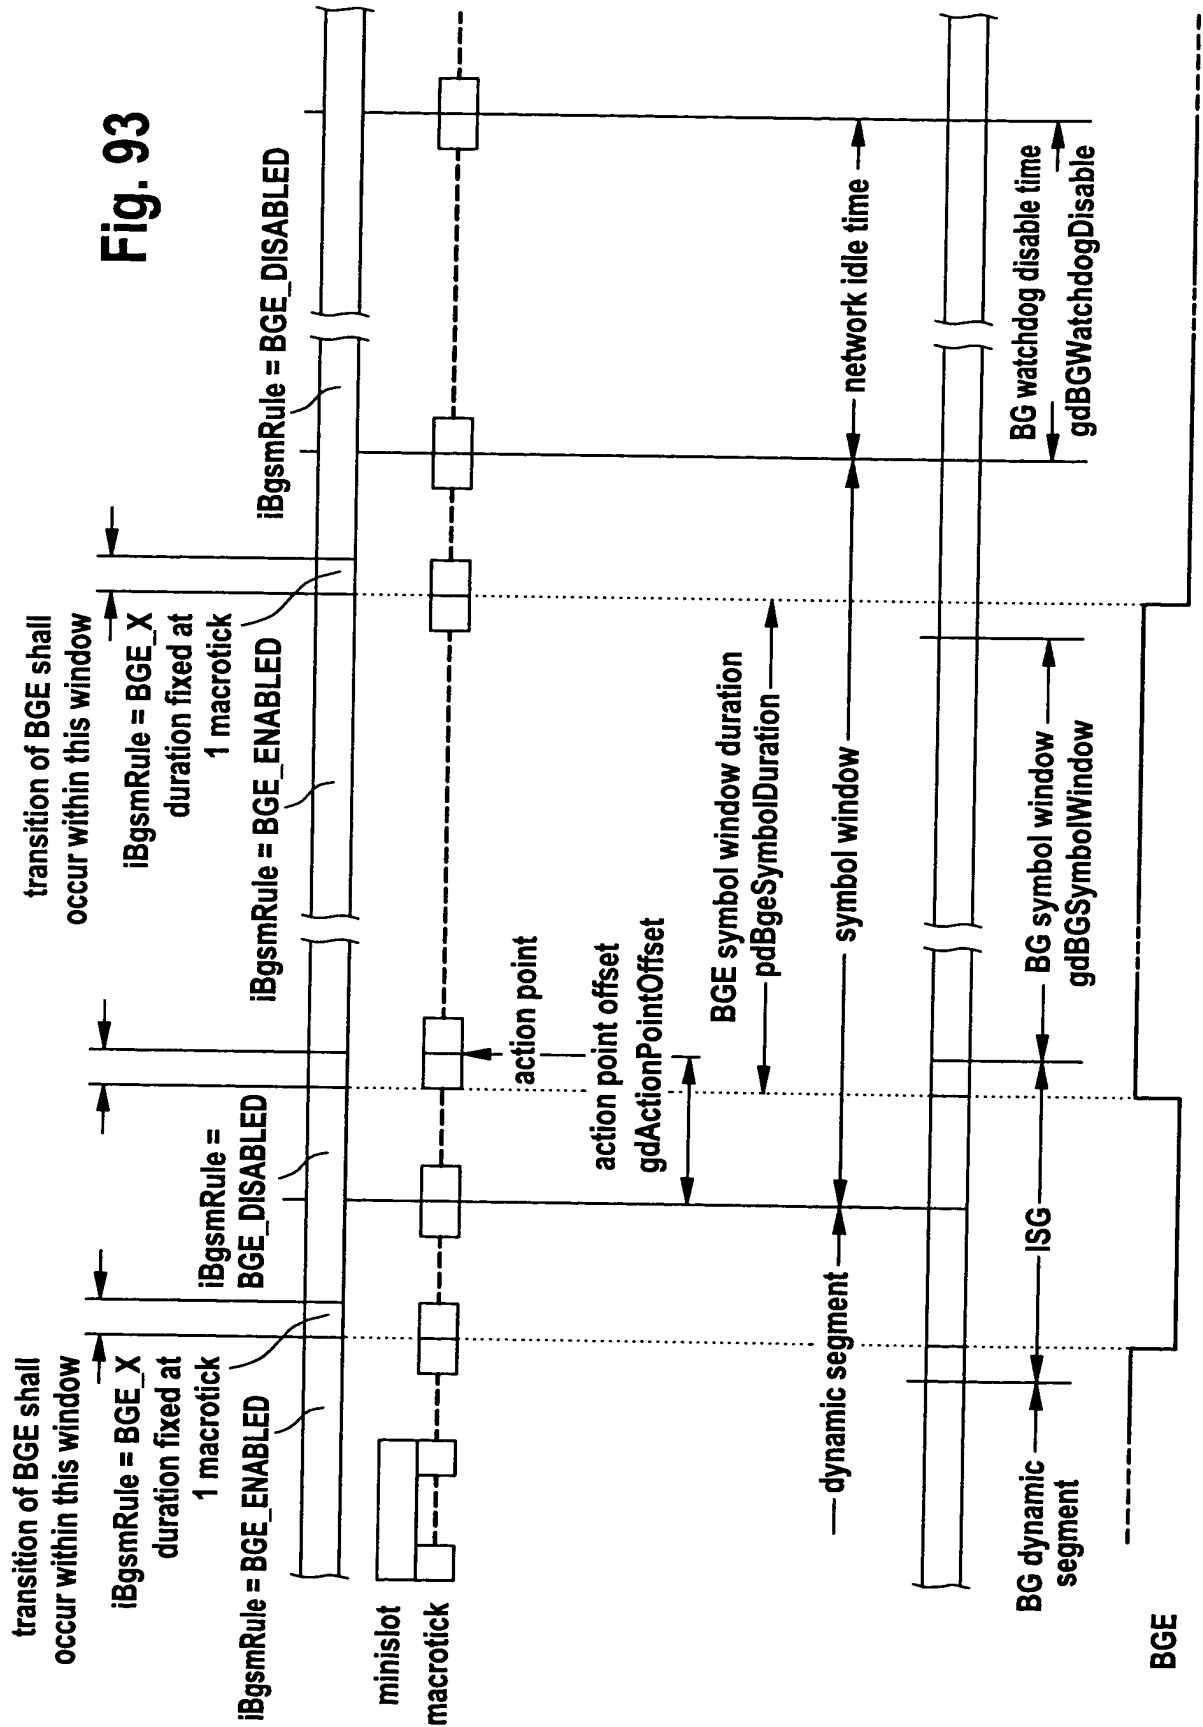 Fig. 93
transition of BGE shall
occur within this window
iBgsmRule = BGE_X
duration fixed at
1 macrotick
iBgsmRule = BGE_ENABLED
iBgsmRule =
BGE_DISABLED
transition of BGE shall
occur within this window
iBgsmRule = BGE_X
duration fixed at
1 macrotick
iBgsmRule = BGE_ENABLED
iBgsmRule = BGE_DISABLED
minislot
macrotick
action point
action point offset
gdActionPointOffset
BGE symbol window duration
pdBgeSymbolDuration
dynamic segment
symbol window
network idle time
BG dynamic
segment
ISG
BG symbol window
gdBGSymbolWindow
BG watchdog disable time
gdBGWatchdogDisable
BGE